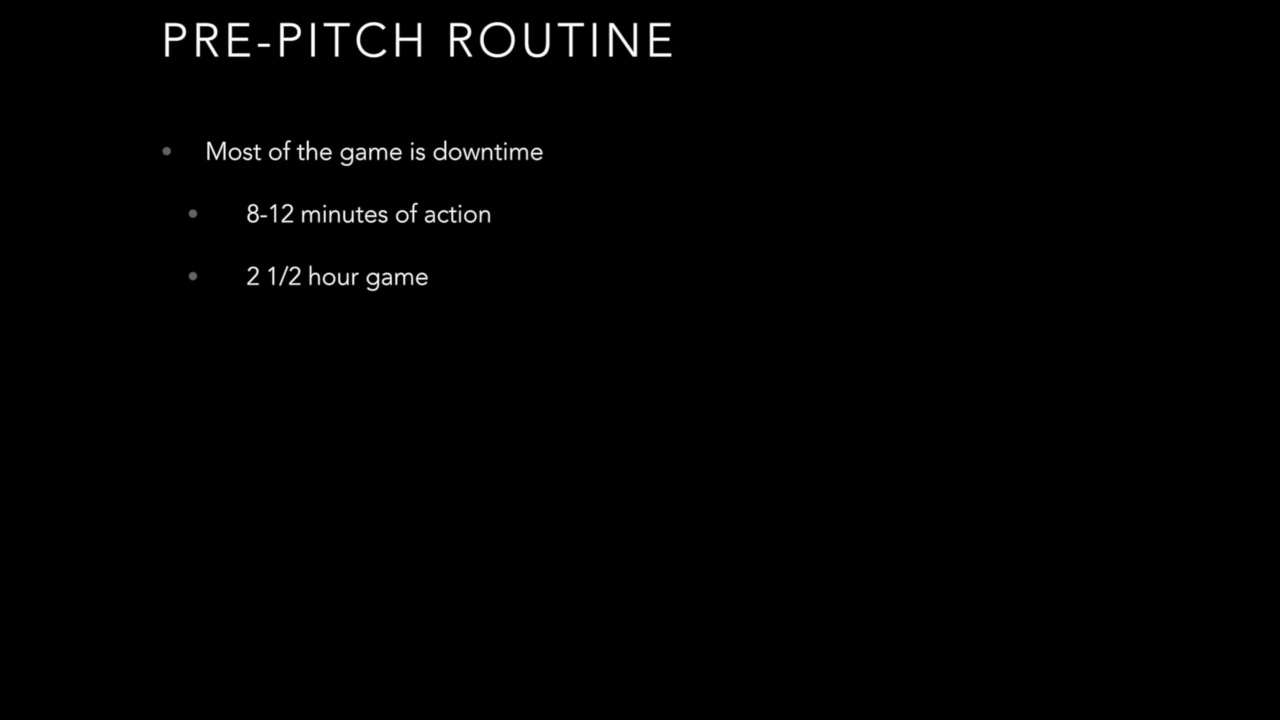 PRE-PITCH ROUTINE
• Most of the game is downtime
• 8-12 minutes of action
• 2 1/2 hour game